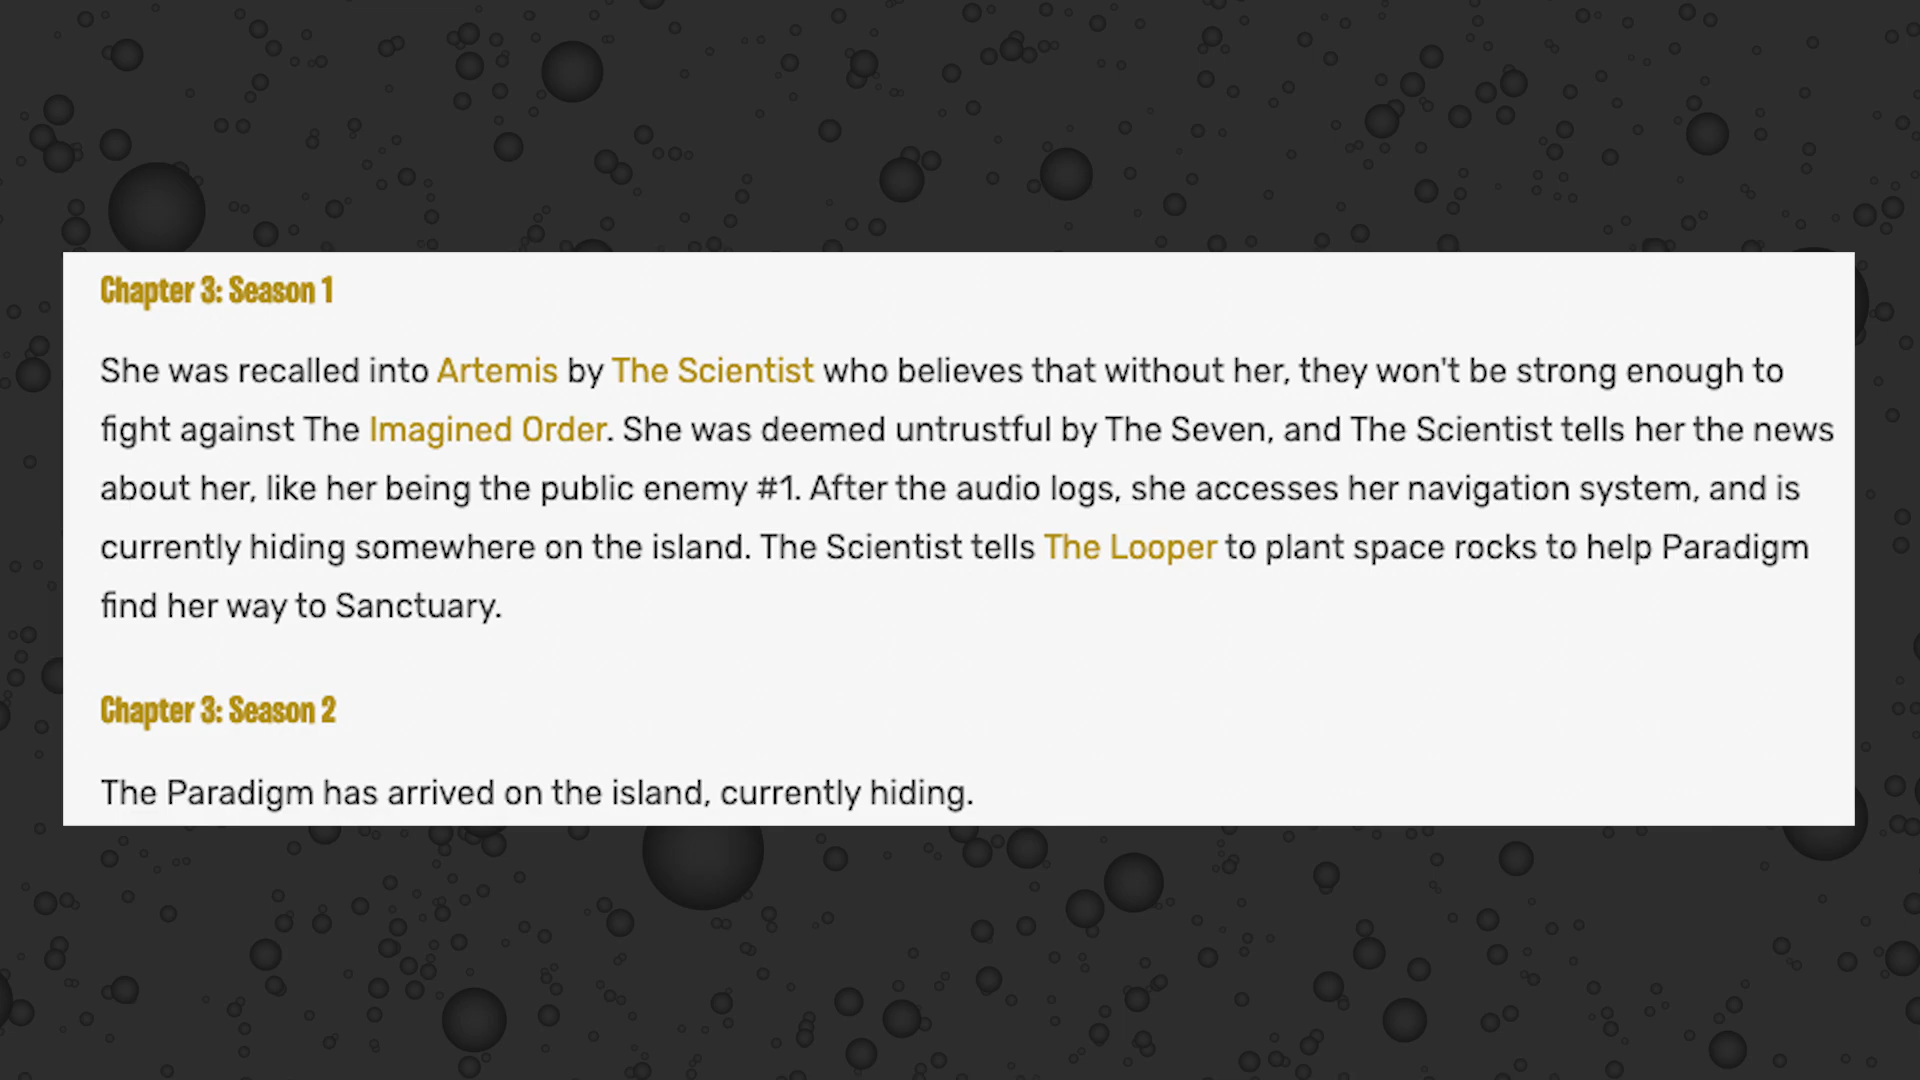 Chapter 3: Season 1
She was recalled into Artemis by The Scientist who believes that without her, they won't be strong enough to
fight against The Imagined Order. She was deemed untrustful by The Seven, and The Scientist tells her the news
about her, like her being the public enemy #1. After the audio logs, she accesses her navigation system, and is
currently hiding somewhere on the island. The Scientist tells The Looper to plant space rocks to help Paradigm
find her way to Sanctuary.
Chapter 3: Season 2
The Paradigm has arrived on the island, currently hiding.